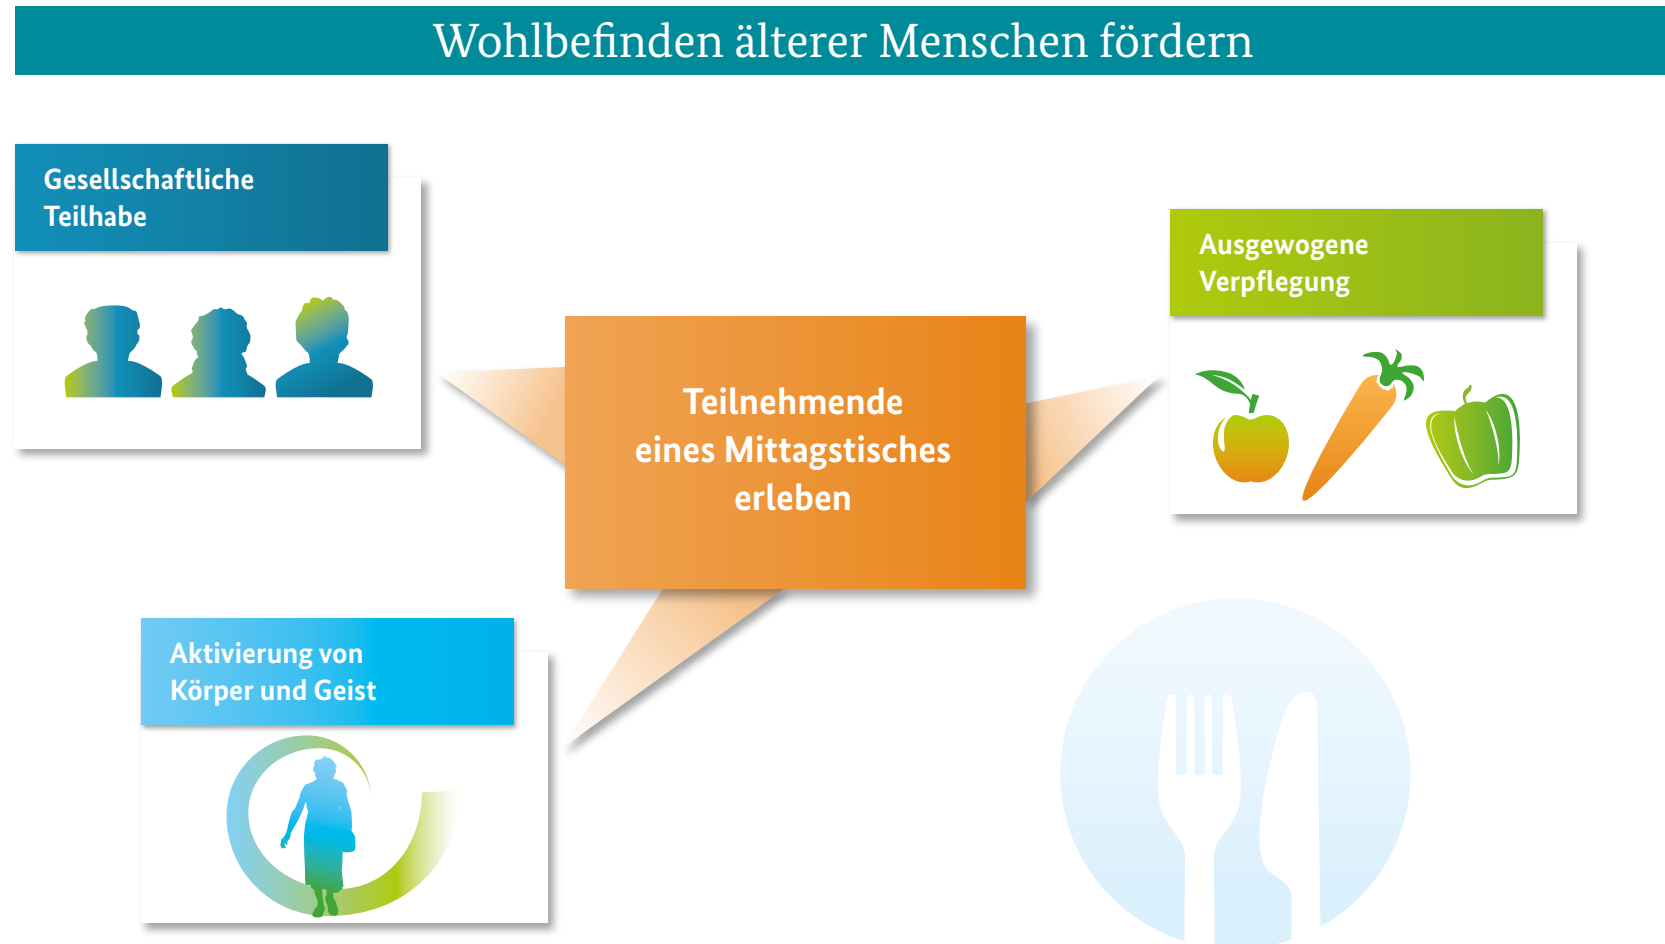 Wohlbefinden älterer Menschen fördern
Gesellschaftliche
Teilhabe
Ausgewogene
Verpflegung
Teilnehmende
eines Mittagstisches
erleben
Aktivierung von
Körper und Geist